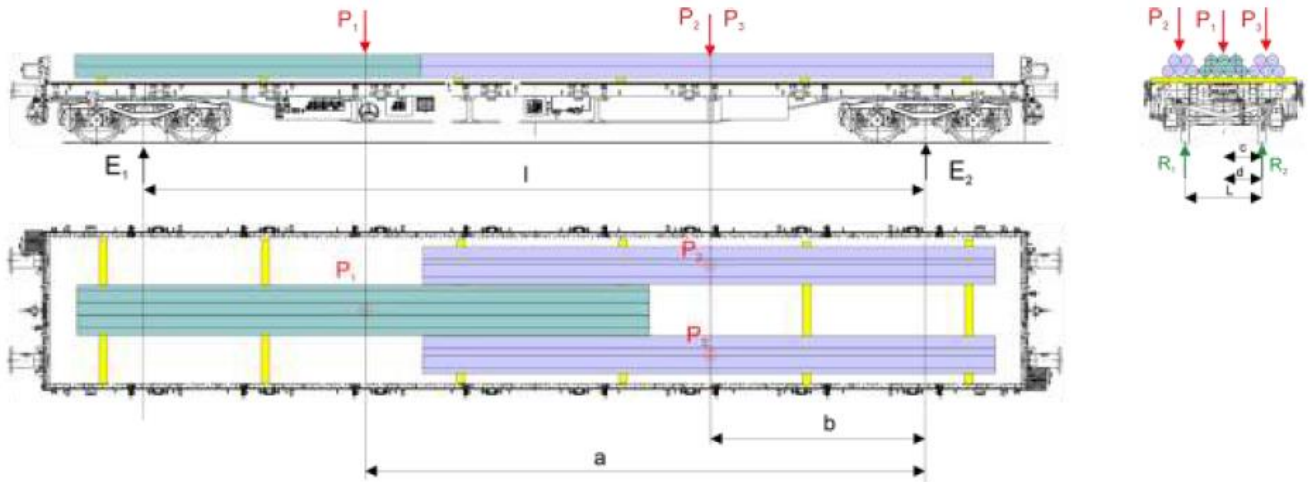 P₁ P₂ P₃
P₂ P₁ P₃
E₁ l E₂
c
R₁ R₂
d
L
P₂
P₁
P₃
b
a